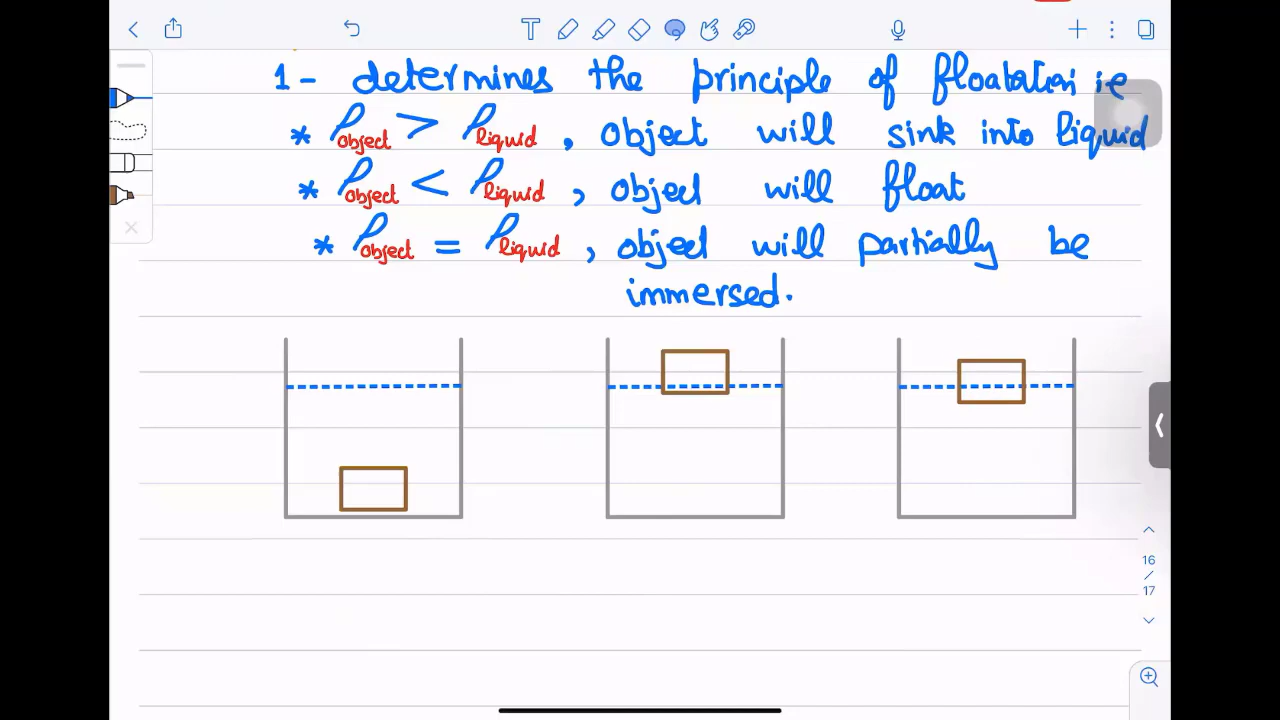 1- determines the principle of floatation i.e
* ρobject > ρliquid, object will sink into liquid
* ρobject < ρliquid, object will float
* ρobject = ρliquid, object will partially be
immersed.
16
/
17